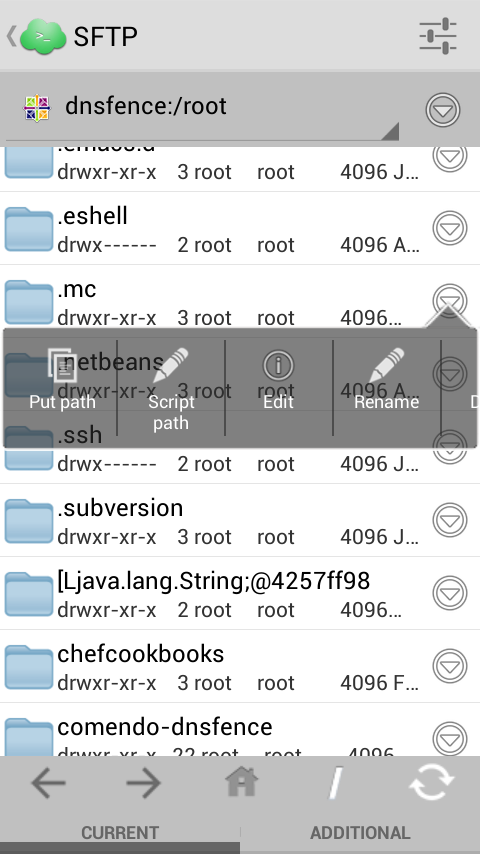 SFTP
dnsfence:/root
.emacs.d
drwxr-xr-x 3 root root 4096 J...
.eshell
drwx------ 2 root root 4096 A...
.mc
drwxr-xr-x 3 root root 4096...
.netbeans
drwxr-xr-x 3 root root 4096 A...
Put path
Script path
Edit
Rename
D
.ssh
drwx------ 2 root root 4096 J...
.subversion
drwxr-xr-x 3 root root 4096 J...
[Ljava.lang.String;@4257ff98
drwxr-xr-x 2 root root 4096...
chefcookbooks
drwxr-xr-x 3 root root 4096 F...
comendo-dnsfence
drwxr-xr-x 22 root root 4096
/
CURRENT ADDITIONAL